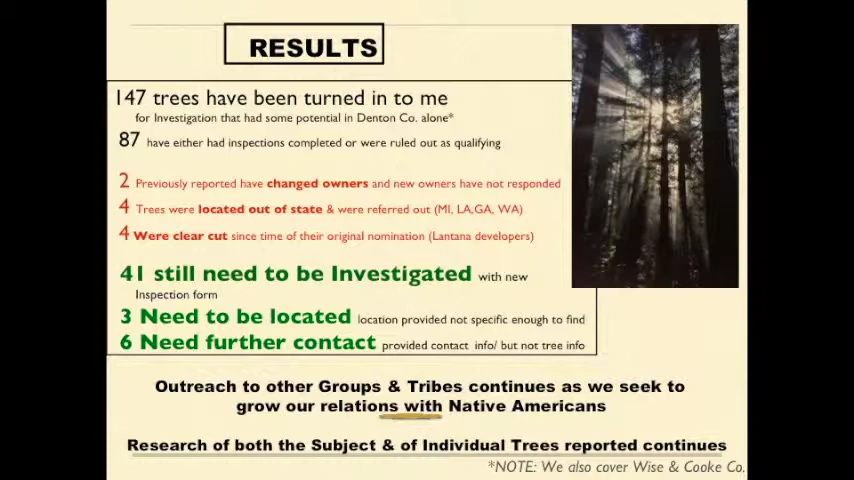 RESULTS
147 trees have been turned in to me
for Investigation that had some potential in Denton Co. alone*
87 have either had inspections completed or were ruled out as qualifying
2 Previously reported have changed owners and new owners have not responded
4 Trees were located out of state & were referred out (MI, LA,GA, WA)
4 Were clear cut since time of their original nomination (Lantana developers)
41 still need to be Investigated with new
Inspection form
3 Need to be located location provided not specific enough to find
6 Need further contact provided contact info/ but not tree info
Outreach to other Groups & Tribes continues as we seek to
grow our relations with Native Americans
Research of both the Subject & of Individual Trees reported continues
*NOTE: We also cover Wise & Cooke Co.